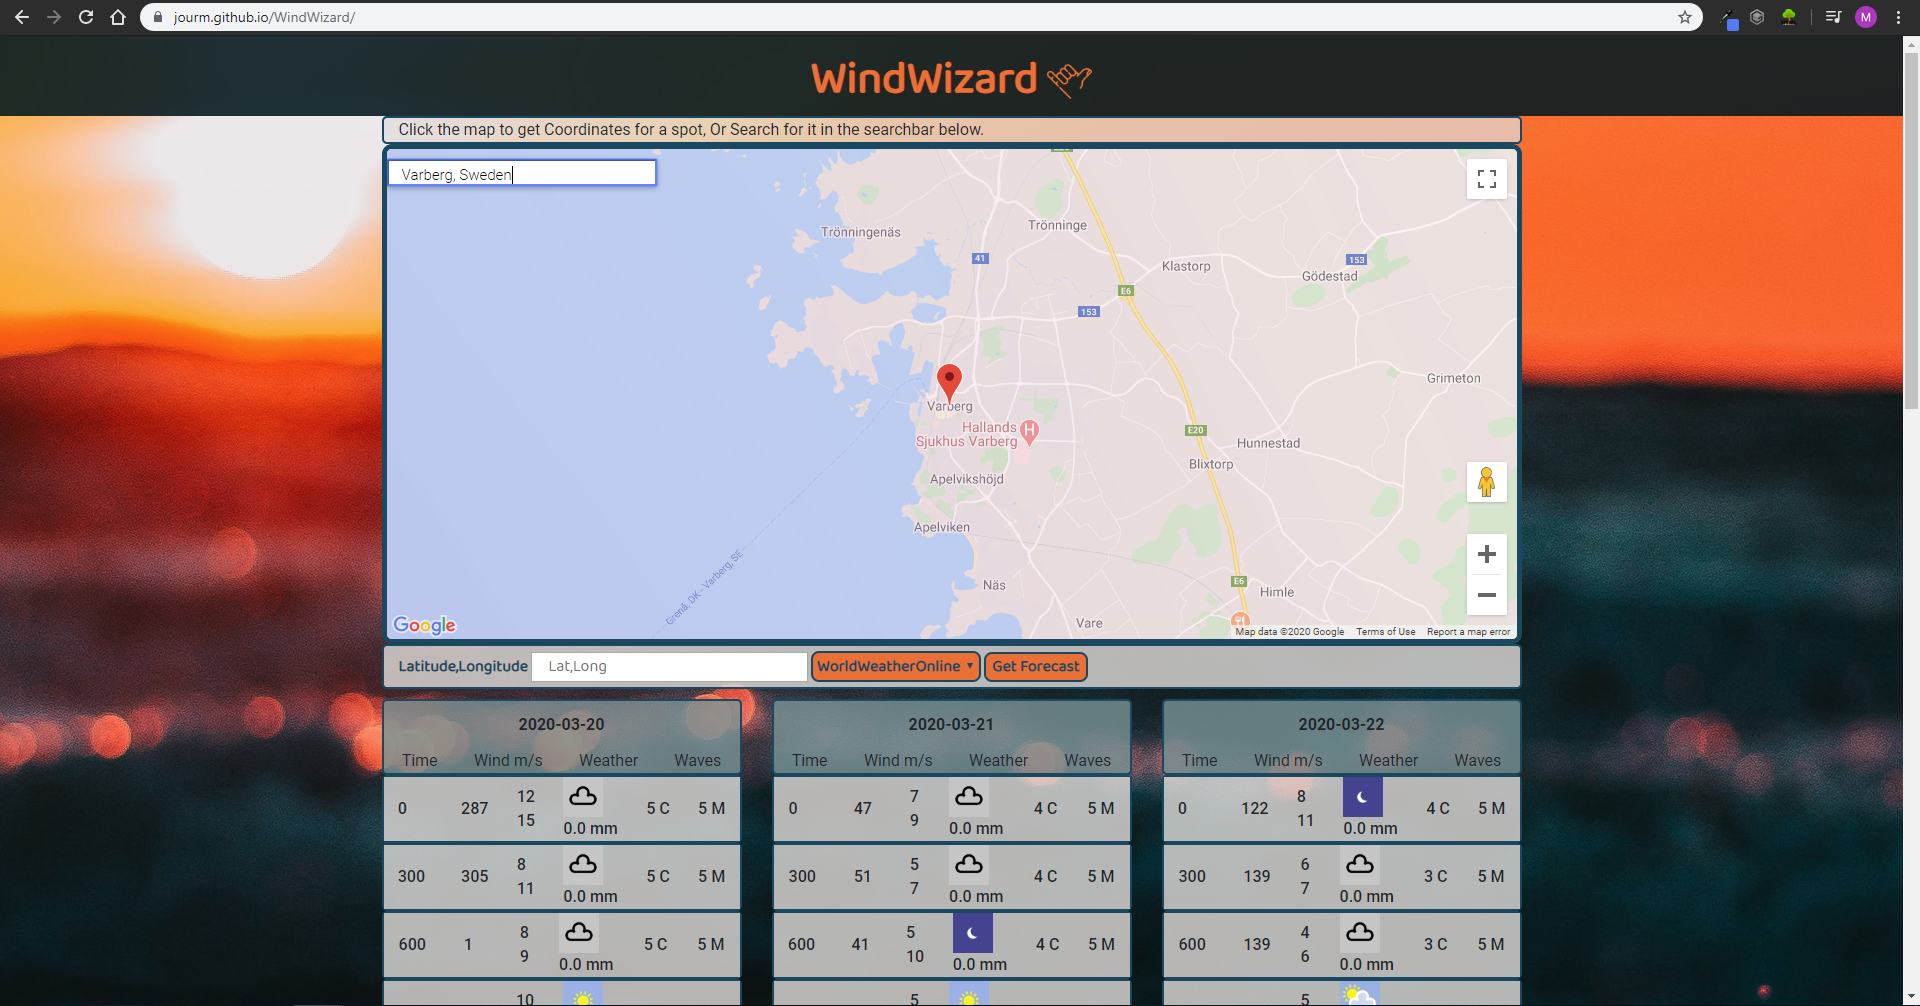 jourm.github.io/WindWizard/
M
WindWizard
Click the map to get Coordinates for a spot, Or Search for it in the searchbar below.
Varberg, Sweden
Trönningenäs
Trönninge
41
Klastorp
153
Gödestad
E6
153
Grimeton
Varberg
Hallands
Sjukhus Varberg
H
E20
Hunnestad
Blixtorp
Apelvikshöjd
Apelviken
Grenå, DK - Varberg, SE
Näs
E6
Himle
Vare
Google
Map data ©2020 Google Terms of Use Report a map error
Latitude,Longitude Lat,Long WorldWeatherOnline Get Forecast
2020-03-20
Time Wind m/s Weather Waves
0 287 12 15 0.0 mm 5 C 5 M
300 305 8 11 0.0 mm 5 C 5 M
600 1 8 9 0.0 mm 5 C 5 M
10
2020-03-21
Time Wind m/s Weather Waves
0 47 7 9 0.0 mm 4 C 5 M
300 51 5 7 0.0 mm 4 C 5 M
600 41 5 10 0.0 mm 4 C 5 M
5
2020-03-22
Time Wind m/s Weather Waves
0 122 8 11 0.0 mm 4 C 5 M
300 139 6 7 0.0 mm 3 C 5 M
600 139 4 6 0.0 mm 3 C 5 M
5